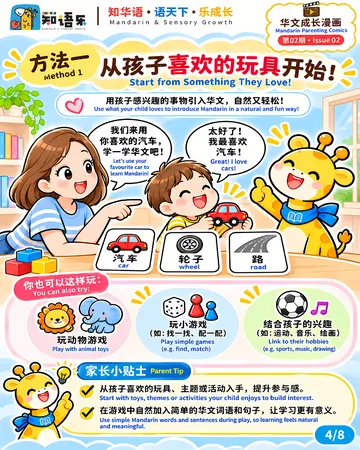 知语乐
知华语·语天下·乐成长
Mandarin & Sensory Growth
华文成长漫画
Mandarin Parenting Comics
第02期 · Issue 02
方法一
Method 1
从孩子喜欢的玩具开始！
Start from Something They Love!
用孩子感兴趣的事物引入华文，自然又轻松！
Use what your child loves to introduce Mandarin in a natural and fun way!
我们来用
你喜欢的汽车，
学一学华文吧！
Let's use your
favourite car to
learn Mandarin!
太好了！
我最喜欢
汽车！
Great! I love
cars!
汽车
car
轮子
wheel
路
road
你也可以这样玩：
You can also try:
玩动物游戏
Play with animal toys
玩小游戏
（如：找一找、配一配）
Play simple games
(e.g. find, match)
结合孩子的兴趣
（如：运动、音乐、绘画）
Link to their hobbies
(e.g. sports, music, drawing)
家长小贴士 Parent Tip
从孩子喜欢的玩具、主题或活动入手，提升参与感。
Start with toys, themes or activities your child enjoys to build interest.
在游戏中自然加入简单的华文词语和句子，让学习更有意义。
Use simple Mandarin words and sentences during play, so learning feels natural
and meaningful.
4/8